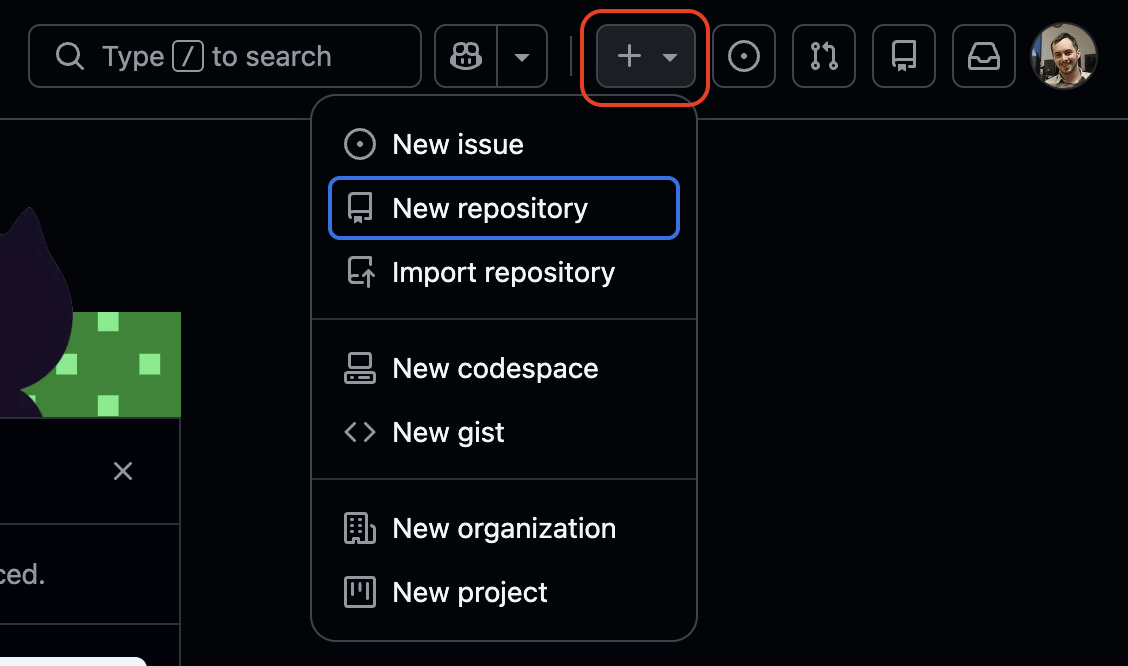 Type / to search
New issue
New repository
Import repository
New codespace
New gist
ced.
New organization
New project